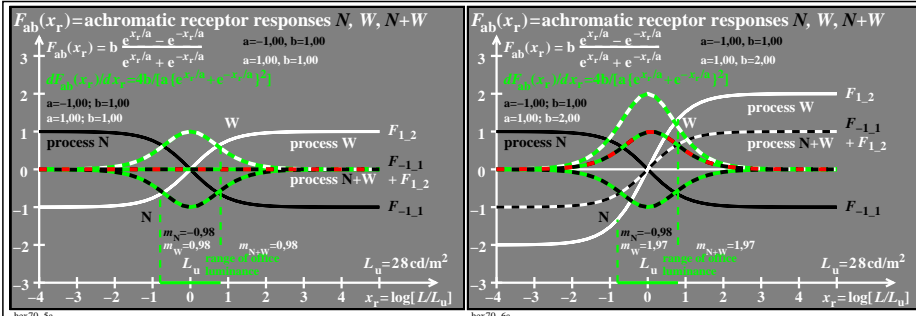 F_ab(x_r)=achromatic receptor responses N, W, N+W
F_ab(x_r)=b (e^{x_r/a} − e^{−x_r/a}) / (e^{x_r/a} + e^{−x_r/a})
a=−1,00, b=1,00
a=1,00, b=1,00
dF_ab(x_r)/dx_r=4b/[a{e^{x_r/a}+e^{−x_r/a}}²]
a=−1,00; b=1,00
a=1,00; b=1,00
process N
W
process W
F_1_2
F_−1_1
process N+W
+ F_1_2
N
F_−1_1
m_N=−0,98
m_W=0,98
m_N+W=0,98
L_u
range of office
luminance
L_u=28cd/m²
2
1
0
−1
−2
−3
−4 −3 −2 −1 0 1 2 3 4
x_r=log[L/L_u]
F_ab(x_r)=achromatic receptor responses N, W, N+W
F_ab(x_r)=b (e^{x_r/a} − e^{−x_r/a}) / (e^{x_r/a} + e^{−x_r/a})
a=−1,00, b=1,00
a=1,00, b=2,00
dF_ab(x_r)/dx_r=4b/[a{e^{x_r/a}+e^{−x_r/a}}²]
a=−1,00; b=1,00
a=1,00; b=2,00
process N
W
process W
F_1_2
F_−1_1
process N+W
+ F_1_2
N
F_−1_1
m_N=−0,98
m_W=1,97
m_N+W=1,97
L_u
range of office
luminance
L_u=28cd/m²
2
1
0
−1
−2
−3
−4 −3 −2 −1 0 1 2 3 4
x_r=log[L/L_u]